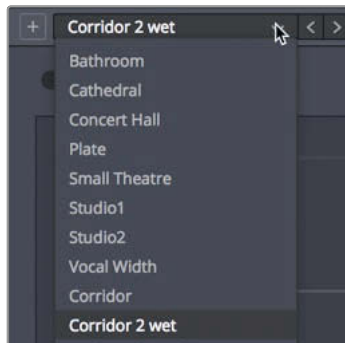 + Corridor 2 wet < >
Bathroom
Cathedral
Concert Hall
Plate
Small Theatre
Studio1
Studio2
Vocal Width
Corridor
Corridor 2 wet